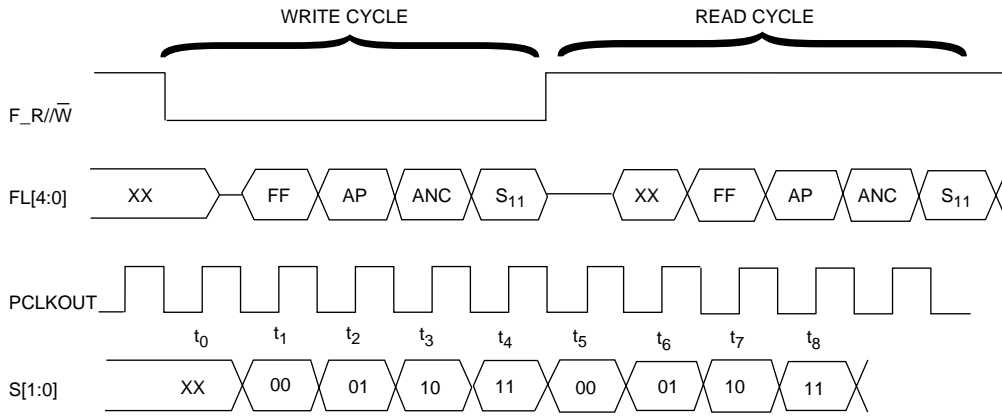 WRITE CYCLE READ CYCLE
F_R//W̅
FL[4:0] XX FF AP ANC S₁₁ XX FF AP ANC S₁₁
PCLKOUT
t₀ t₁ t₂ t₃ t₄ t₅ t₆ t₇ t₈
S[1:0] XX 00 01 10 11 00 01 10 11